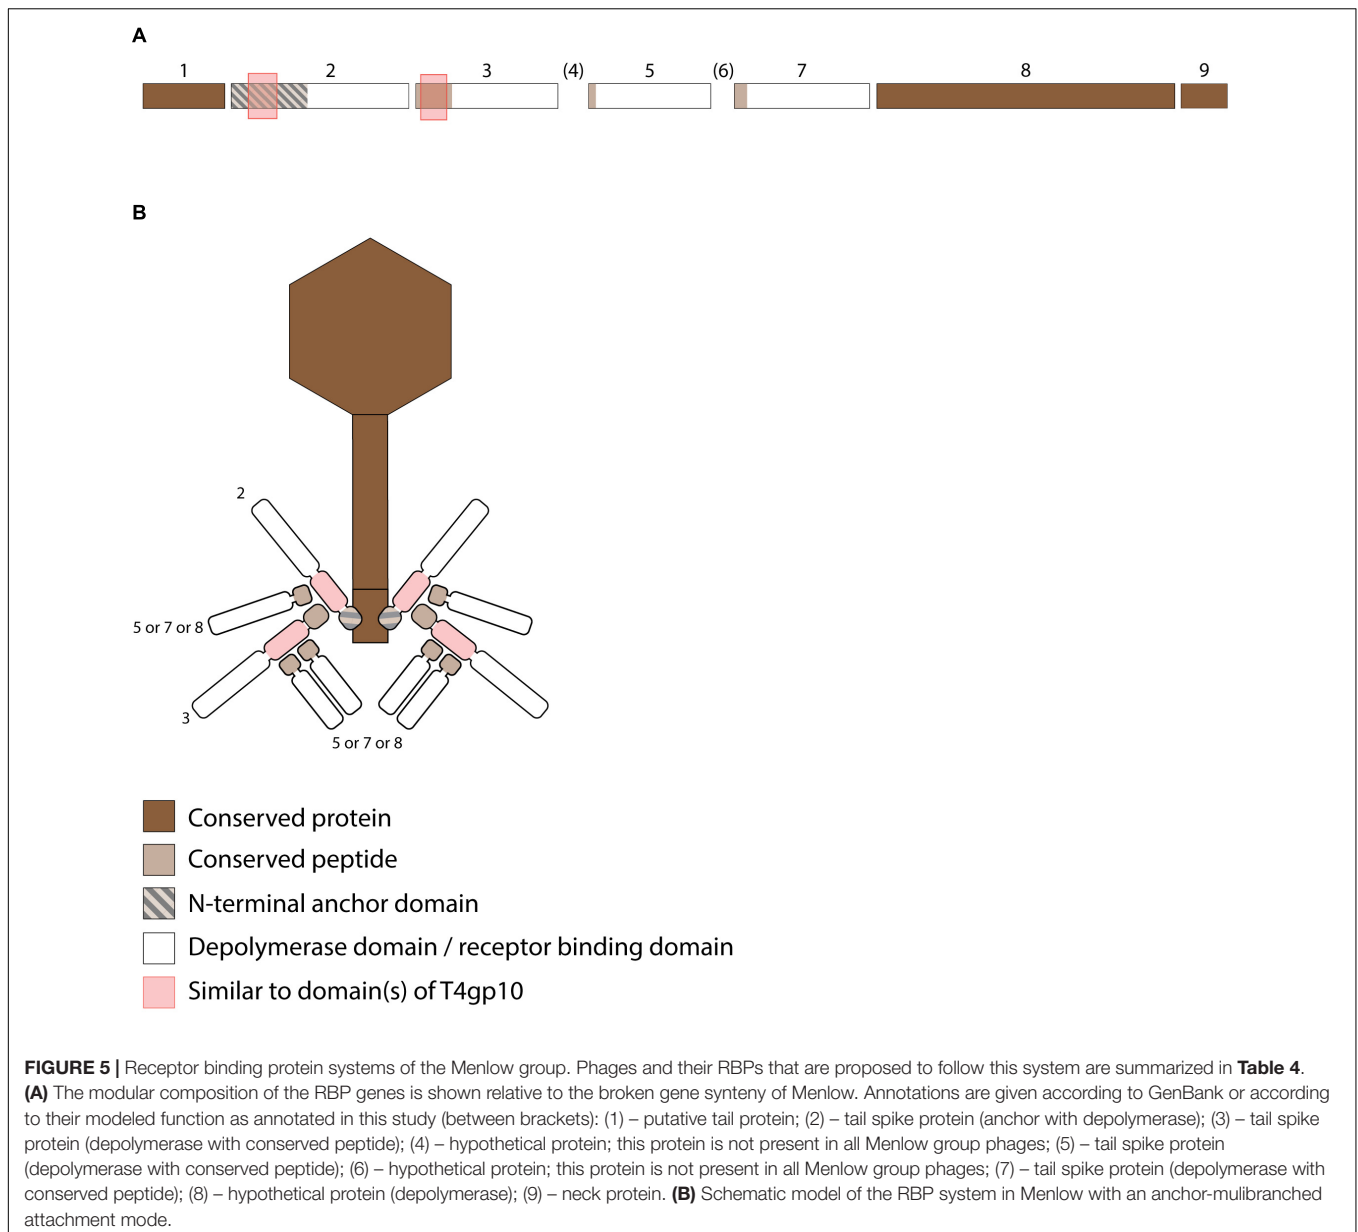 A
1 2 3 (4) 5 (6) 7 8 9
B
2
5 or 7 or 8
3
5 or 7 or 8
Conserved protein
Conserved peptide
N-terminal anchor domain
Depolymerase domain / receptor binding domain
Similar to domain(s) of T4gp10
FIGURE 5 | Receptor binding protein systems of the Menlow group. Phages and their RBPs that are proposed to follow this system are summarized in Table 4.
(A) The modular composition of the RBP genes is shown relative to the broken gene synteny of Menlow. Annotations are given according to GenBank or according
to their modeled function as annotated in this study (between brackets): (1) – putative tail protein; (2) – tail spike protein (anchor with depolymerase); (3) – tail spike
protein (depolymerase with conserved peptide); (4) – hypothetical protein; this protein is not present in all Menlow group phages; (5) – tail spike protein
(depolymerase with conserved peptide); (6) – hypothetical protein; this protein is not present in all Menlow group phages; (7) – tail spike protein (depolymerase with
conserved peptide); (8) – hypothetical protein (depolymerase); (9) – neck protein. (B) Schematic model of the RBP system in Menlow with an anchor-mulibranched
attachment mode.